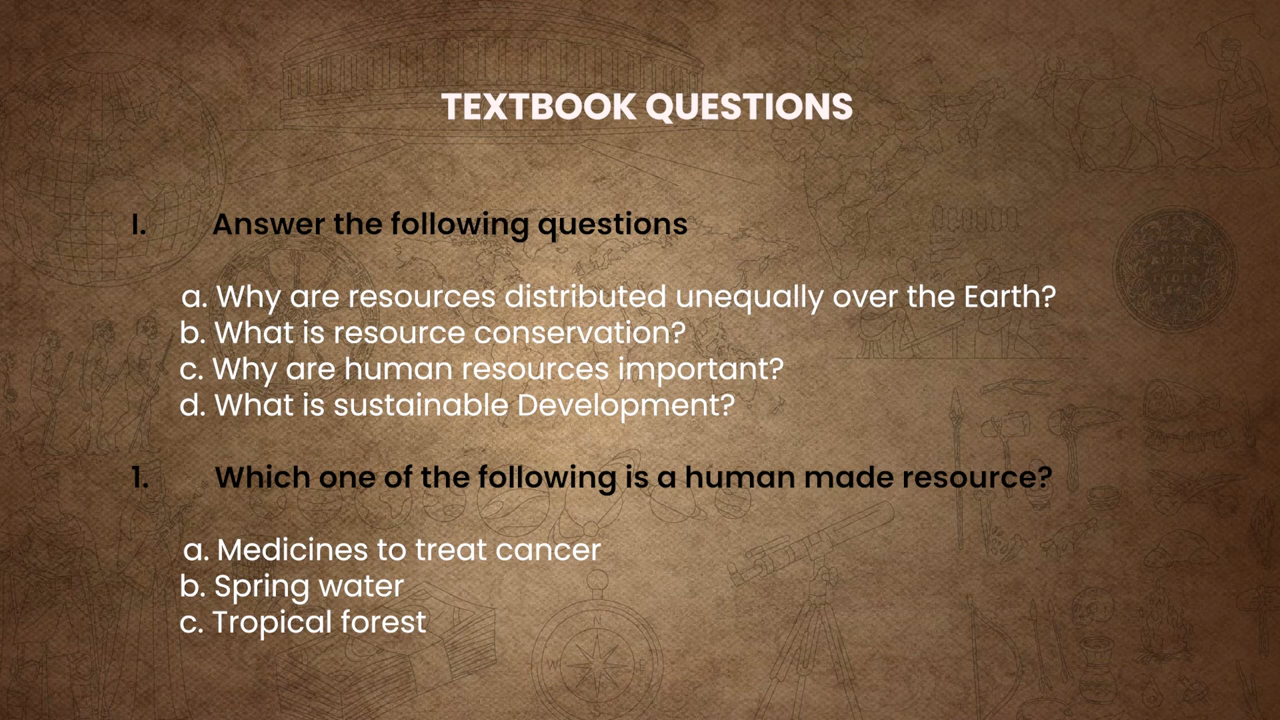 TEXTBOOK QUESTIONS
I. Answer the following questions
a. Why are resources distributed unequally over the Earth?
b. What is resource conservation?
c. Why are human resources important?
d. What is sustainable Development?
1. Which one of the following is a human made resource?
a. Medicines to treat cancer
b. Spring water
c. Tropical forest